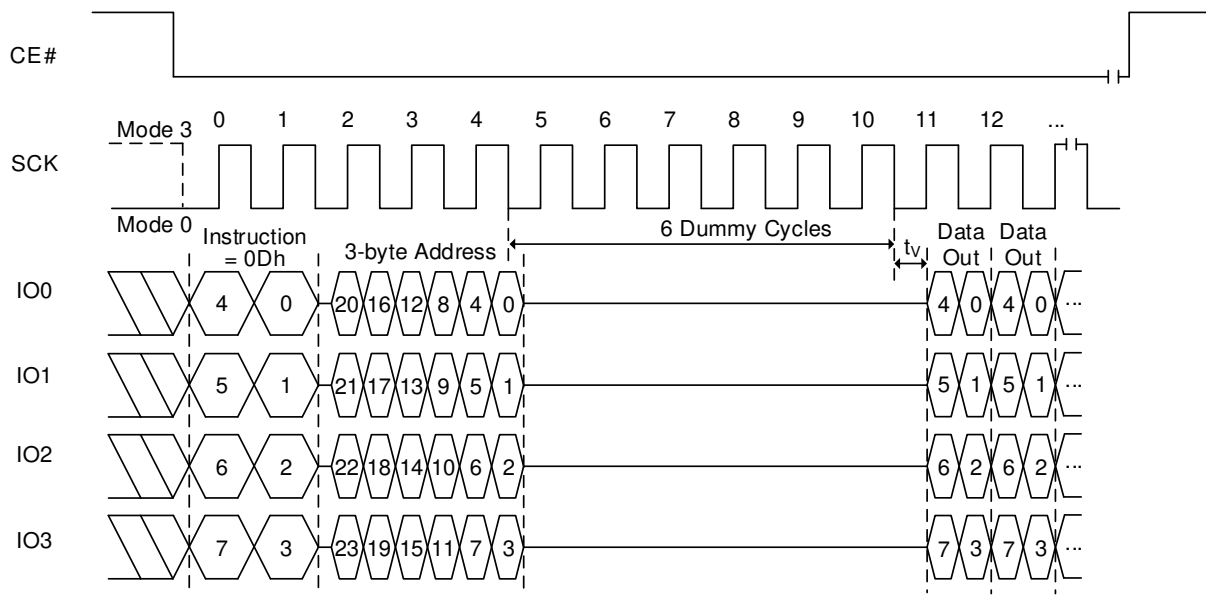 CE#
Mode 3
0 1 2 3 4 5 6 7 8 9 10 11 12 ...
SCK
Mode 0
Instruction
= 0Dh
3-byte Address
6 Dummy Cycles
tV
Data
Out
Data
Out
IO0
4 0 20 16 12 8 4 0 4 0 4 0 ...
IO1
5 1 21 17 13 9 5 1 5 1 5 1 ...
IO2
6 2 22 18 14 10 6 2 6 2 6 2 ...
IO3
7 3 23 19 15 11 7 3 7 3 7 3 ...